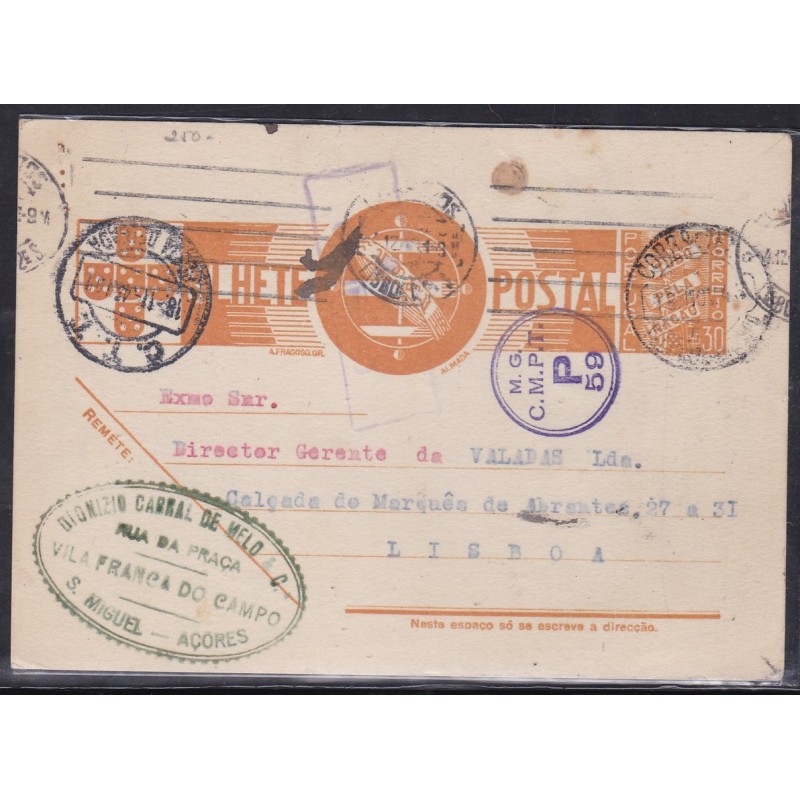 250-
BILHETE POSTAL
PORTUGAL CORREIO
30
A. FRAGOSO. GR.
ALMADA
M. G.
C.M.P.T.
P
59
C. T. T.
Exmo Snr.
REMETE:
Director Gerente da VALADAS Lda.
Calçada do Marquês de Abrantes, 27 a 31
LISBOA
DIONIZIO CABRAL DE MELO & C.
RUA DA PRAÇA
VILA FRANCA DO CAMPO
S. MIGUEL — AÇORES
Neste espaço só se escreve a direcção.